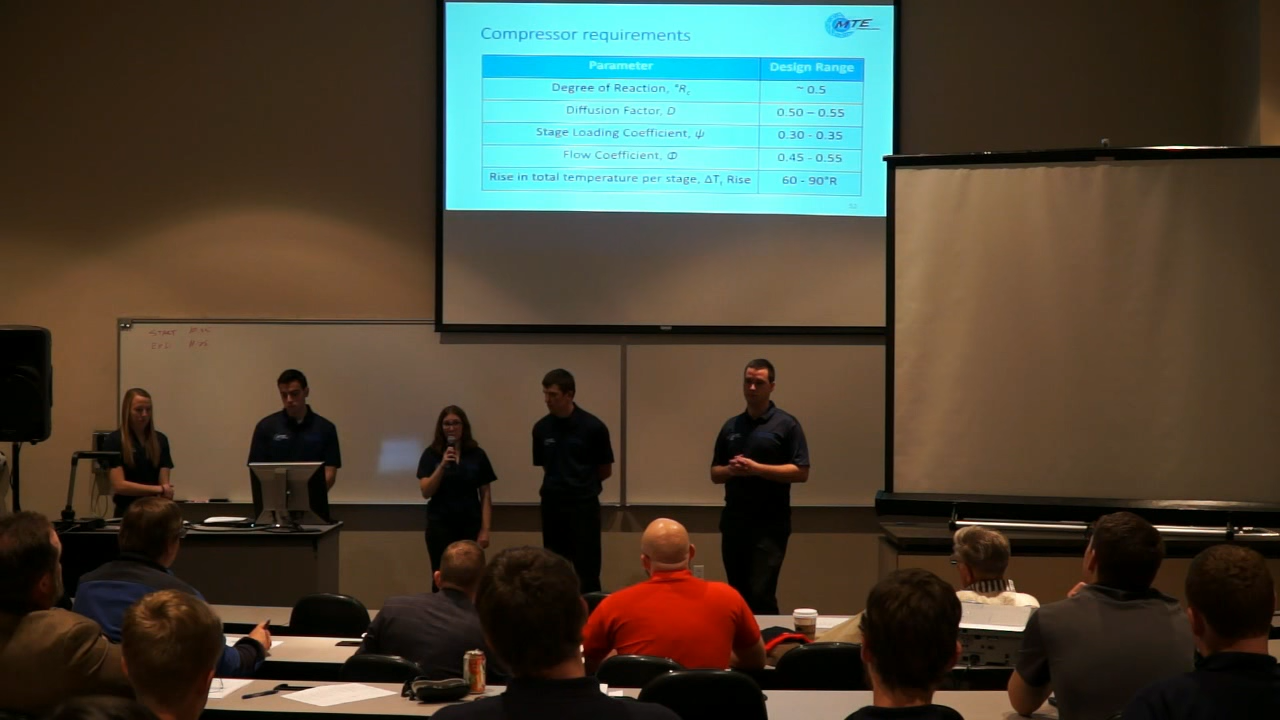 MTE
Compressor requirements
Parameter Design Range
Degree of Reaction, °Rc ~ 0.5
Diffusion Factor, D 0.50 – 0.55
Stage Loading Coefficient, ψ 0.30 - 0.35
Flow Coefficient, Φ 0.45 - 0.55
Rise in total temperature per stage, ΔTt Rise 60 - 90°R
START